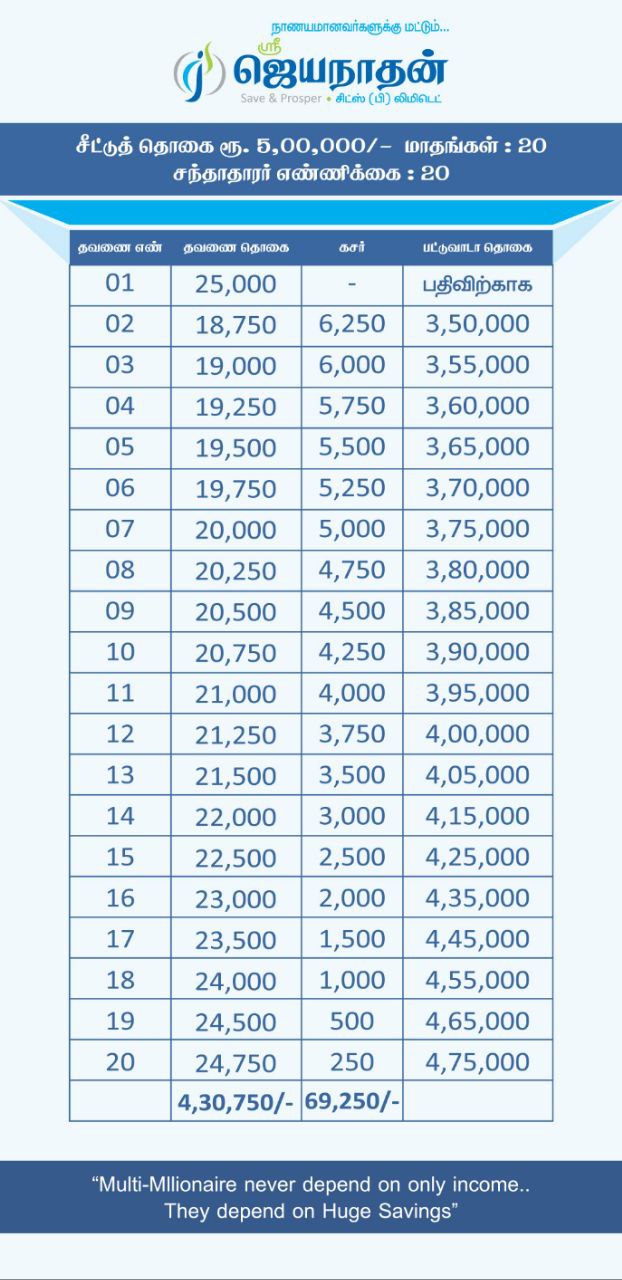 நாணயமானவர்களுக்கு மட்டும்...
ஸ்ரீ
ஜெயநாதன்
Save & Prosper • சிட்ஸ் (பி) லிமிடெட்
சீட்டுத் தொகை ரூ. 5,00,000/- மாதங்கள் : 20
சந்தாதாரர் எண்ணிக்கை : 20
தவணை எண் தவணை தொகை கசர் பட்டுவாடா தொகை
01 25,000 - பதிவிற்காக
02 18,750 6,250 3,50,000
03 19,000 6,000 3,55,000
04 19,250 5,750 3,60,000
05 19,500 5,500 3,65,000
06 19,750 5,250 3,70,000
07 20,000 5,000 3,75,000
08 20,250 4,750 3,80,000
09 20,500 4,500 3,85,000
10 20,750 4,250 3,90,000
11 21,000 4,000 3,95,000
12 21,250 3,750 4,00,000
13 21,500 3,500 4,05,000
14 22,000 3,000 4,15,000
15 22,500 2,500 4,25,000
16 23,000 2,000 4,35,000
17 23,500 1,500 4,45,000
18 24,000 1,000 4,55,000
19 24,500 500 4,65,000
20 24,750 250 4,75,000
4,30,750/- 69,250/-
“Multi-Mllionaire never depend on only income..
They depend on Huge Savings”